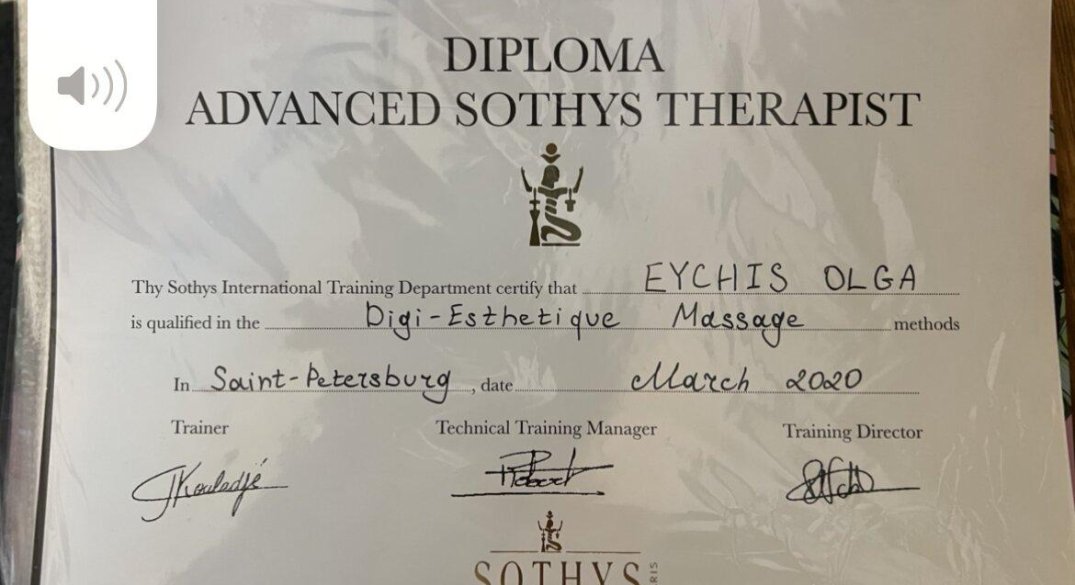 DIPLOMA
ADVANCED SOTHYS THERAPIST
Thy Sothys International Training Department certify that EYCHIS OLGA
is qualified in the Digi-Esthetique Massage methods
In Saint-Petersburg, date March 2020
Trainer Technical Training Manager Training Director
SOTHYS